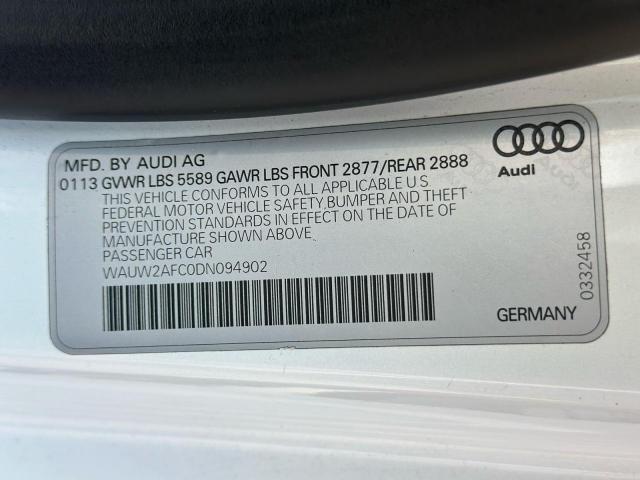 MFD. BY AUDI AG
0113 GVWR LBS 5589 GAWR LBS FRONT 2877/REAR 2888
THIS VEHICLE CONFORMS TO ALL APPLICABLE U S
FEDERAL MOTOR VEHICLE SAFETY,BUMPER AND THEFT
PREVENTION STANDARDS IN EFFECT ON THE DATE OF
MANUFACTURE SHOWN ABOVE.
PASSENGER CAR
WAUW2AFC0DN094902
Audi
0332458
GERMANY